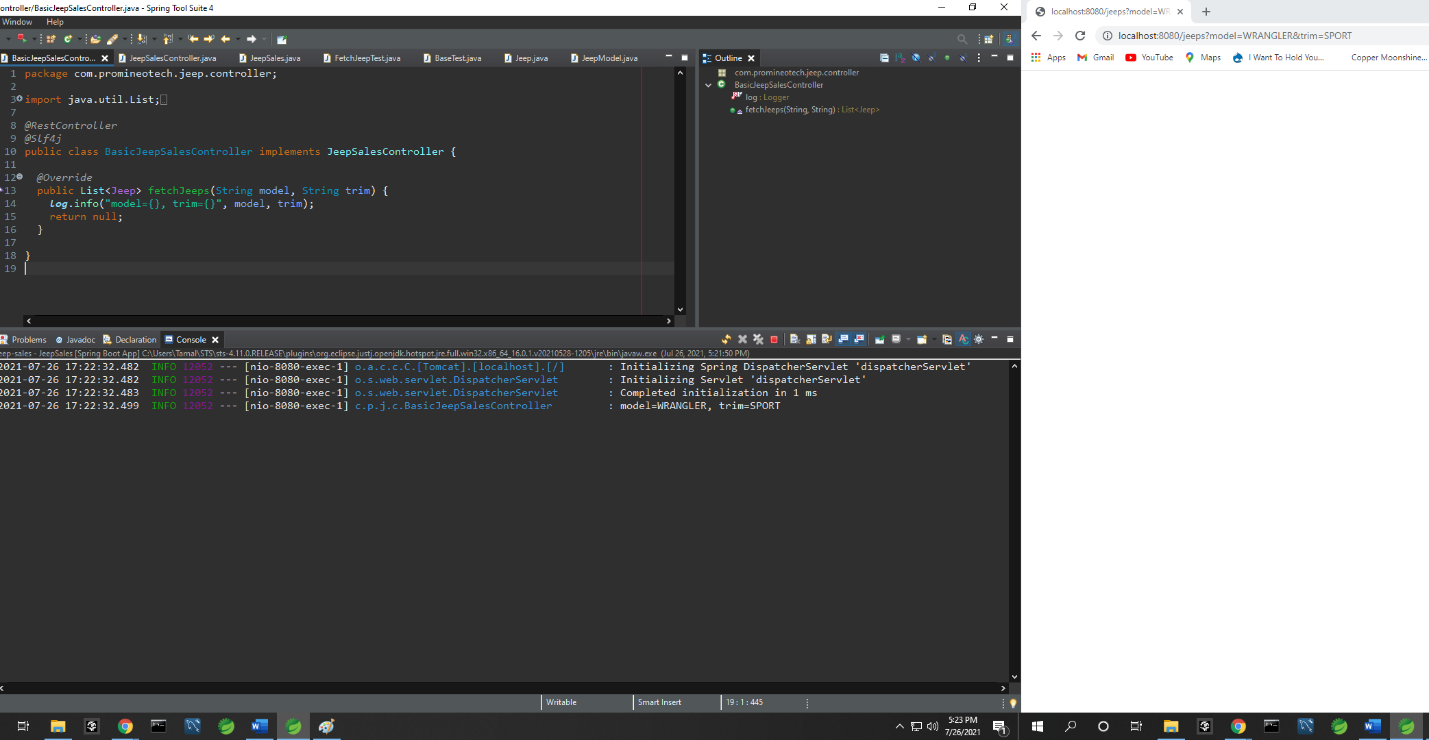 ontroller/BasicJeepSalesController.java - Spring Tool Suite 4
Window Help
BasicJeepSalesContro...
JeepSalesController.java
JeepSales.java
FetchJeepTest.java
BaseTest.java
Jeep.java
JeepModel.java
1 package com.promineotech.jeep.controller;
2
3 import java.util.List;
7
8 @RestController
9 @Slf4j
10 public class BasicJeepSalesController implements JeepSalesController {
11
12 @Override
13 public List<Jeep> fetchJeeps(String model, String trim) {
14 log.info("model={}, trim={}", model, trim);
15 return null;
16 }
17
18 }
19
Outline
com.promineotech.jeep.controller
BasicJeepSalesController
log : Logger
fetchJeeps(String, String) : List<Jeep>
Problems
Javadoc
Declaration
Console
eep-sales - JeepSales [Spring Boot App] C:\Users\Tamal\STS\sts-4.11.0.RELEASE\plugins\org.eclipse.justj.openjdk.hotspot.jre.full.win32.x86_64_16.0.1.v20210528-1205\jre\bin\javaw.exe (Jul 26, 2021, 5:21:50 PM)
2021-07-26 17:22:32.482 INFO 12052 --- [nio-8080-exec-1] o.a.c.c.C.[Tomcat].[localhost].[/] : Initializing Spring DispatcherServlet 'dispatcherServlet'
2021-07-26 17:22:32.482 INFO 12052 --- [nio-8080-exec-1] o.s.web.servlet.DispatcherServlet : Initializing Servlet 'dispatcherServlet'
2021-07-26 17:22:32.483 INFO 12052 --- [nio-8080-exec-1] o.s.web.servlet.DispatcherServlet : Completed initialization in 1 ms
2021-07-26 17:22:32.499 INFO 12052 --- [nio-8080-exec-1] c.p.j.c.BasicJeepSalesController : model=WRANGLER, trim=SPORT
Writable
Smart Insert
19 : 1 : 445
5:23 PM
7/26/2021
localhost:8080/jeeps?model=WR
localhost:8080/jeeps?model=WRANGLER&trim=SPORT
Apps
Gmail
YouTube
Maps
I Want To Hold You...
Copper Moonshine...